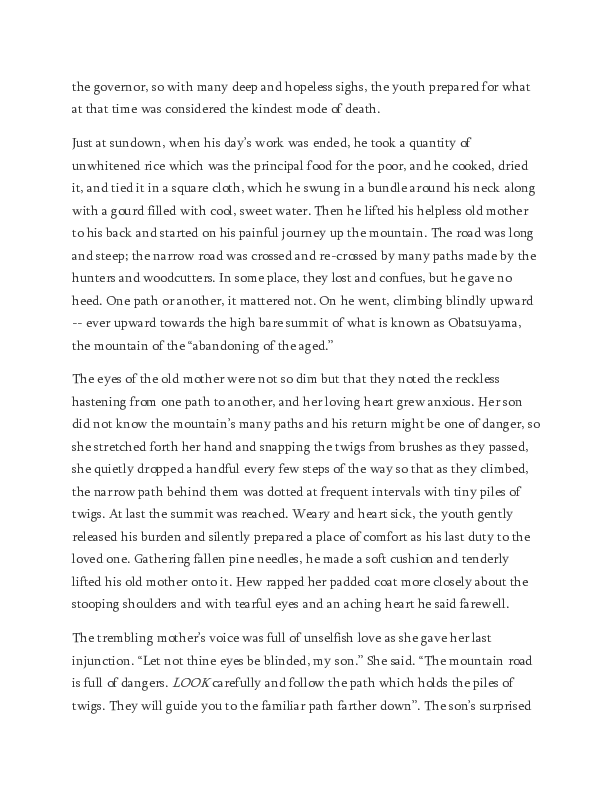 the governor, so with many deep and hopeless sighs, the youth prepared for what
at that time was considered the kindest mode of death.
Just at sundown, when his day’s work was ended, he took a quantity of
unwhitened rice which was the principal food for the poor, and he cooked, dried
it, and tied it in a square cloth, which he swung in a bundle around his neck along
with a gourd filled with cool, sweet water. Then he lifted his helpless old mother
to his back and started on his painful journey up the mountain. The road was long
and steep; the narrow road was crossed and re-crossed by many paths made by the
hunters and woodcutters. In some place, they lost and confues, but he gave no
heed. One path or another, it mattered not. On he went, climbing blindly upward
-- ever upward towards the high bare summit of what is known as Obatsuyama,
the mountain of the “abandoning of the aged.”
The eyes of the old mother were not so dim but that they noted the reckless
hastening from one path to another, and her loving heart grew anxious. Her son
did not know the mountain’s many paths and his return might be one of danger, so
she stretched forth her hand and snapping the twigs from brushes as they passed,
she quietly dropped a handful every few steps of the way so that as they climbed,
the narrow path behind them was dotted at frequent intervals with tiny piles of
twigs. At last the summit was reached. Weary and heart sick, the youth gently
released his burden and silently prepared a place of comfort as his last duty to the
loved one. Gathering fallen pine needles, he made a soft cushion and tenderly
lifted his old mother onto it. Hew rapped her padded coat more closely about the
stooping shoulders and with tearful eyes and an aching heart he said farewell.
The trembling mother’s voice was full of unselfish love as she gave her last
injunction. “Let not thine eyes be blinded, my son.” She said. “The mountain road
is full of dangers. LOOK carefully and follow the path which holds the piles of
twigs. They will guide you to the familiar path farther down”. The son’s surprised